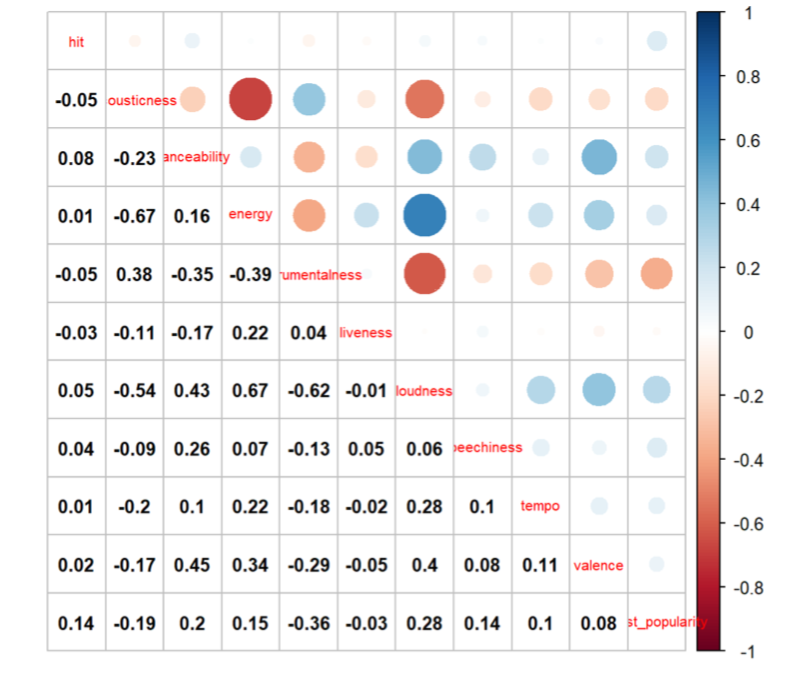 hit 1
0.8
-0.05 ousticness
0.08 -0.23 anceability 0.6
0.01 -0.67 0.16 energy 0.4
-0.05 0.38 -0.35 -0.39 rumentalness 0.2
-0.03 -0.11 -0.17 0.22 0.04 liveness 0
0.05 -0.54 0.43 0.67 -0.62 -0.01 loudness -0.2
0.04 -0.09 0.26 0.07 -0.13 0.05 0.06 peechiness -0.4
0.01 -0.2 0.1 0.22 -0.18 -0.02 0.28 0.1 tempo -0.6
0.02 -0.17 0.45 0.34 -0.29 -0.05 0.4 0.08 0.11 valence -0.8
0.14 -0.19 0.2 0.15 -0.36 -0.03 0.28 0.14 0.1 0.08 st_popularity -1